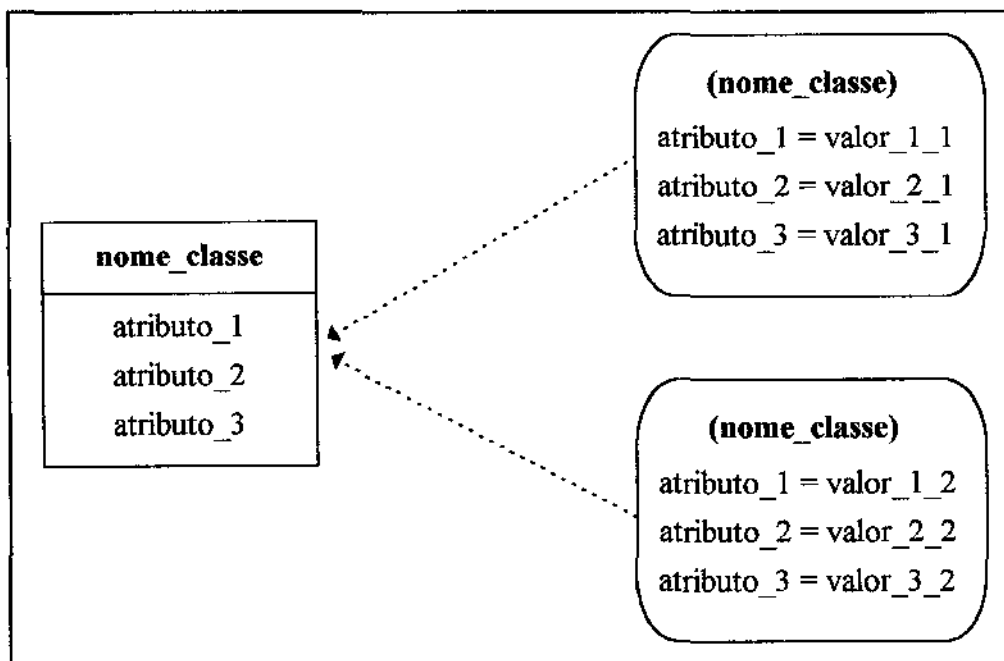 nome_classe
atributo_1
atributo_2
atributo_3
(nome_classe)
atributo_1 = valor_1_1
atributo_2 = valor_2_1
atributo_3 = valor_3_1
(nome_classe)
atributo_1 = valor_1_2
atributo_2 = valor_2_2
atributo_3 = valor_3_2